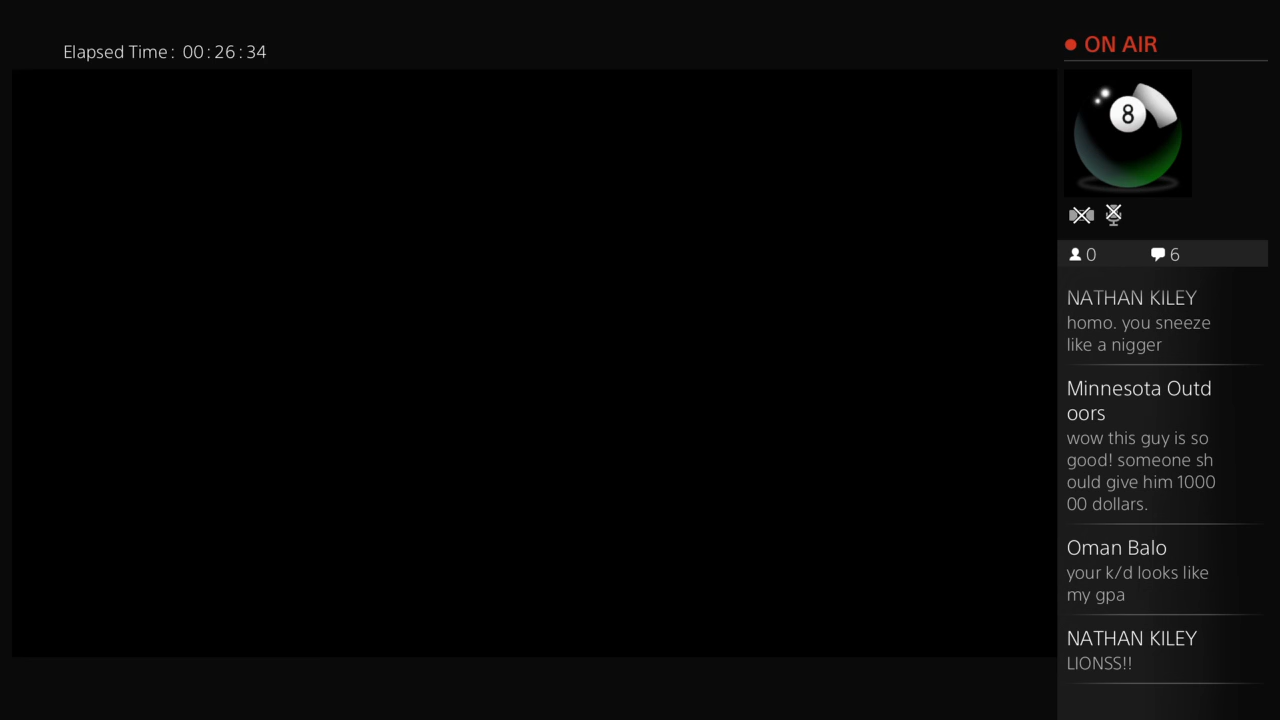 Elapsed Time: 00:26:34
ON AIR
8
0 6
NATHAN KILEY
homo. you sneeze
like a nigger
Minnesota Outd
oors
wow this guy is so
good! someone sh
ould give him 1000
00 dollars.
Oman Balo
your k/d looks like
my gpa
NATHAN KILEY
LIONSS!!